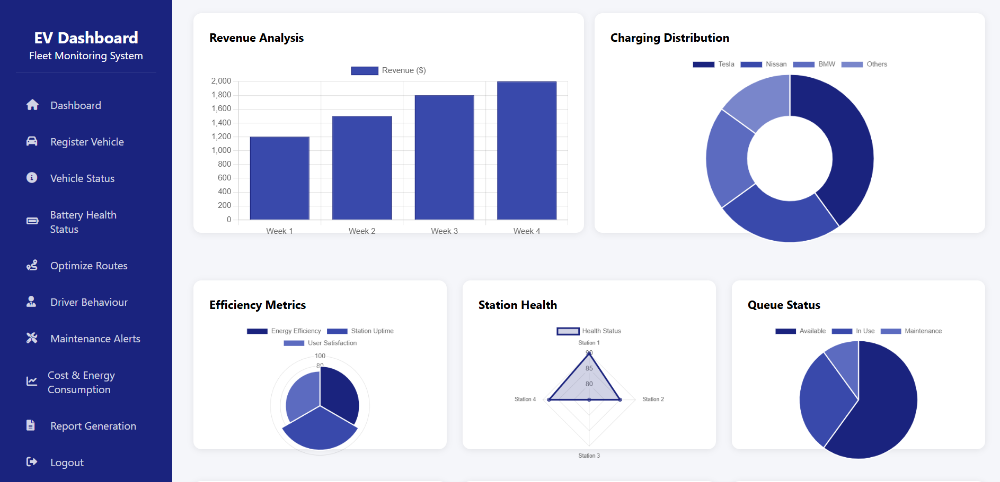 EV Dashboard
Fleet Monitoring System
Dashboard
Register Vehicle
Vehicle Status
Battery Health
Status
Optimize Routes
Driver Behaviour
Maintenance Alerts
Cost & Energy
Consumption
Report Generation
Logout
Revenue Analysis
Revenue ($)
2,000
1,800
1,600
1,400
1,200
1,000
800
600
400
200
0
Week 1 Week 2 Week 3 Week 4
Charging Distribution
Tesla Nissan BMW Others
Efficiency Metrics
Energy Efficiency Station Uptime
User Satisfaction
100
80
Station Health
Health Status
Station 1
90
85
80
Station 4 Station 2
Station 3
Queue Status
Available In Use Maintenance